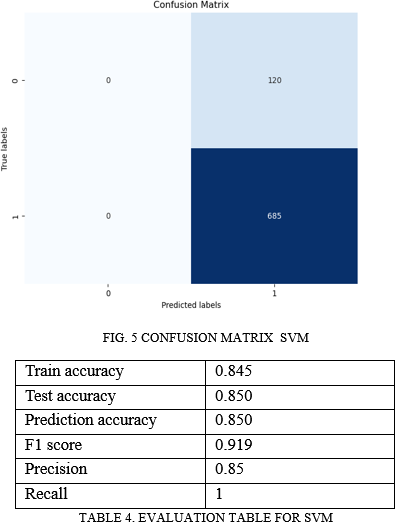 Confusion Matrix
0
0
120
True labels
1
0
685
0
1
Predicted labels
FIG. 5 CONFUSION MATRIX  SVM
Train accuracy 0.845
Test accuracy 0.850
Prediction accuracy 0.850
F1 score 0.919
Precision 0.85
Recall 1
TABLE 4. EVALUATION TABLE FOR SVM